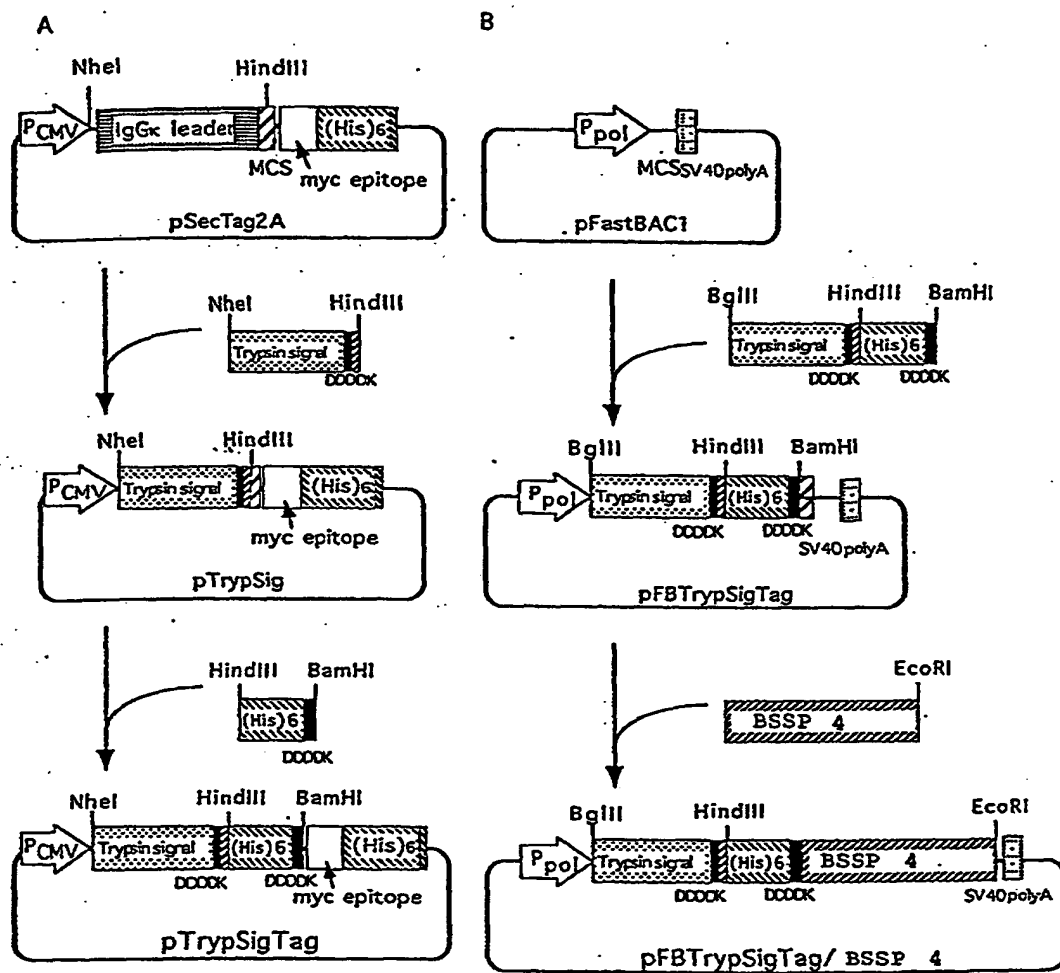 A
NheI
HindIII
PCMV
IgGκ leader
(His)6
MCS
myc epitope
pSecTag2A
NheI
HindIII
Trypsin signal
DDDDK
NheI
HindIII
PCMV
Trypsin signal
(His)6
myc epitope
pTrypSig
HindIII
BamHI
(His)6
DDDDK
NheI
HindIII
BamHI
PCMV
Trypsin signal
(His)6
(His)6
DDDDK
DDDDK
myc epitope
pTrypSigTag
B
Ppol
MCS
SV40polyA
pFastBAC1
BglII
HindIII
BamHI
Trypsin signal
(His)6
DDDDK
DDDDK
BglII
HindIII
BamHI
Ppol
Trypsin signal
(His)6
DDDDK
DDDDK
SV40polyA
pFBTrypSigTag
EcoRI
BSSP 4
BglII
HindIII
EcoRI
Ppol
Trypsin signal
(His)6
BSSP 4
DDDDK
DDDDK
SV40polyA
pFBTrypSigTag/ BSSP 4